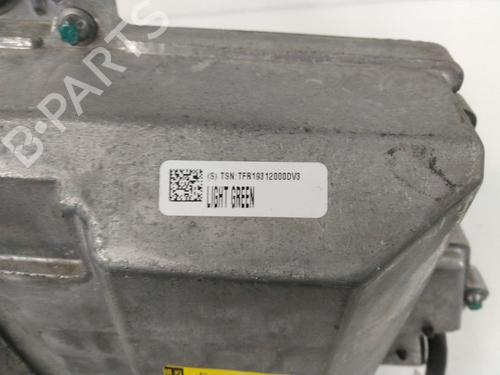 B-PARTS
(S) TSN: TFR19312000DV3
LIGHT GREEN